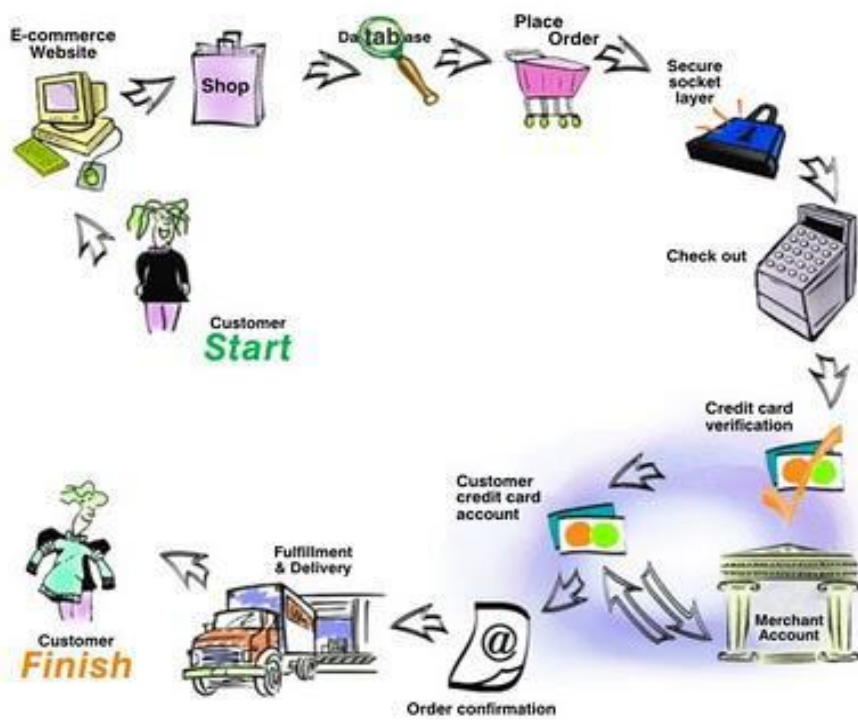 E-commerce
Website
Shop
Database
Place
Order
Secure
socket
layer
Check out
Customer
Start
Credit card
verification
Customer
credit card
account
Merchant
Account
@
Order confirmation
Fulfillment
& Delivery
Customer
Finish